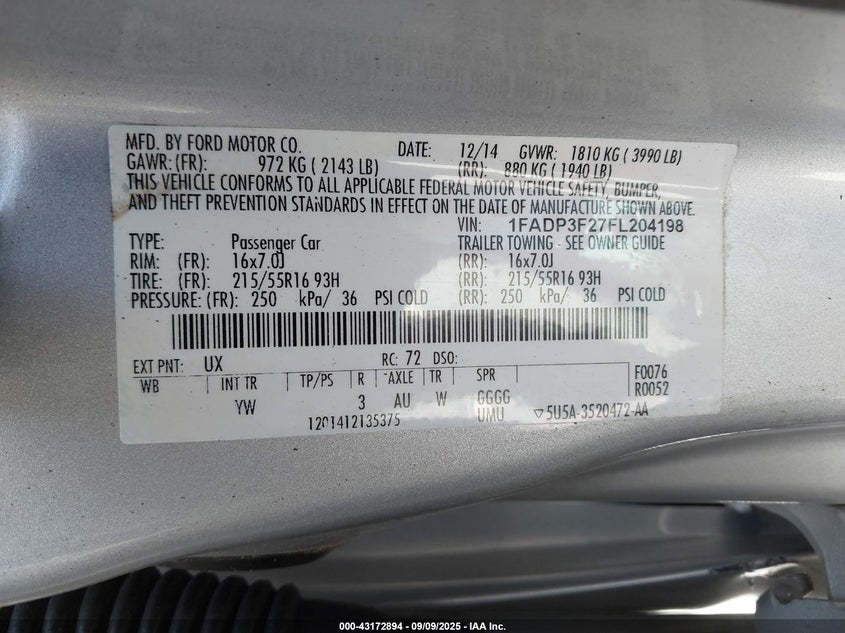 MFD. BY FORD MOTOR CO. DATE: 12/14 GVWR: 1810 KG ( 3990 LB)
GAWR: (FR): 972 KG ( 2143 LB) (RR): 880 KG ( 1940 LB)
THIS VEHICLE CONFORMS TO ALL APPLICABLE FEDERAL MOTOR VEHICLE SAFETY, BUMPER,
AND THEFT PREVENTION STANDARDS IN EFFECT ON THE DATE OF MANUFACTURE SHOWN ABOVE.
VIN: 1FADP3F27FL204198
TYPE: Passenger Car TRAILER TOWING - SEE OWNER GUIDE
RIM: (FR): 16x7.0J (RR): 16x7.0J
TIRE: (FR): 215/55R16 93H (RR): 215/55R16 93H
PRESSURE: (FR): 250 kPa/ 36 PSI COLD (RR): 250 kPa/ 36 PSI COLD
EXT PNT: UX RC: 72 DSO:
WB INT TR TP/PS R AXLE TR SPR F0076
R0052
YW 3 AU W GGGG
1201412135375 UMU ▽5U5A-3520472-AA
000-43172894 - 09/09/2025 - IAA Inc.